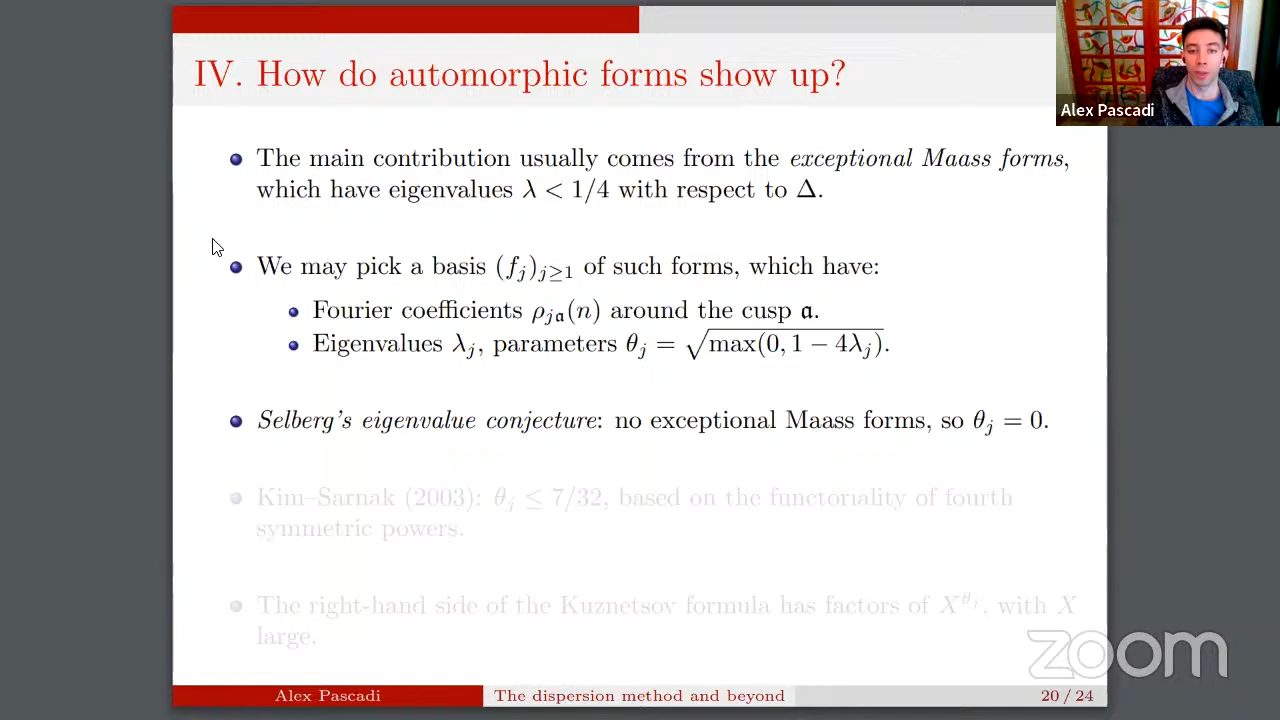 IV. How do automorphic forms show up?
Alex Pascadi
The main contribution usually comes from the exceptional Maass forms,
which have eigenvalues λ < 1/4 with respect to Δ.
We may pick a basis (f_j)_{j≥1} of such forms, which have:
Fourier coefficients ρ_{j𝔞}(n) around the cusp 𝔞.
Eigenvalues λ_j, parameters θ_j = √max(0, 1 − 4λ_j).
Selberg's eigenvalue conjecture: no exceptional Maass forms, so θ_j = 0.
Kim–Sarnak (2003): θ_j ≤ 7/32, based on the functoriality of fourth
symmetric powers.
The right-hand side of the Kuznetsov formula has factors of X^{θ_j}, with X
large.
zoom
Alex Pascadi The dispersion method and beyond 20 / 24